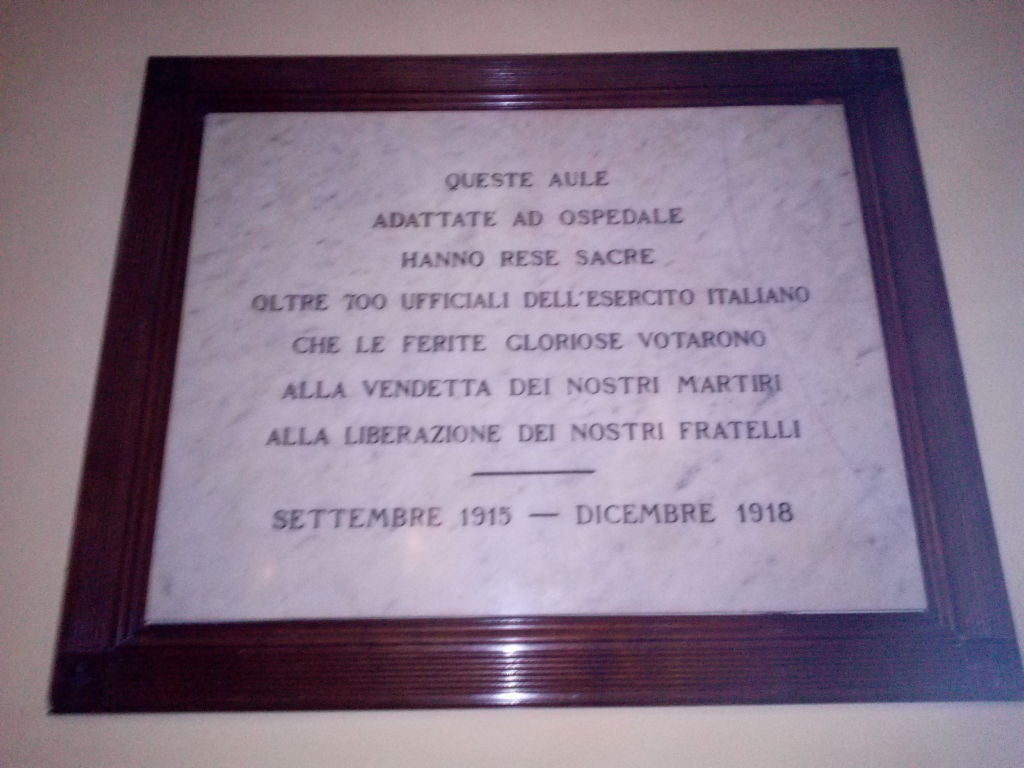 QUESTE AULE
ADATTATE AD OSPEDALE
HANNO RESE SACRE
OLTRE 700 UFFICIALI DELL'ESERCITO ITALIANO
CHE LE FERITE GLORIOSE VOTARONO
ALLA VENDETTA DEI NOSTRI MARTIRI
ALLA LIBERAZIONE DEI NOSTRI FRATELLI
SETTEMBRE 1915 — DICEMBRE 1918